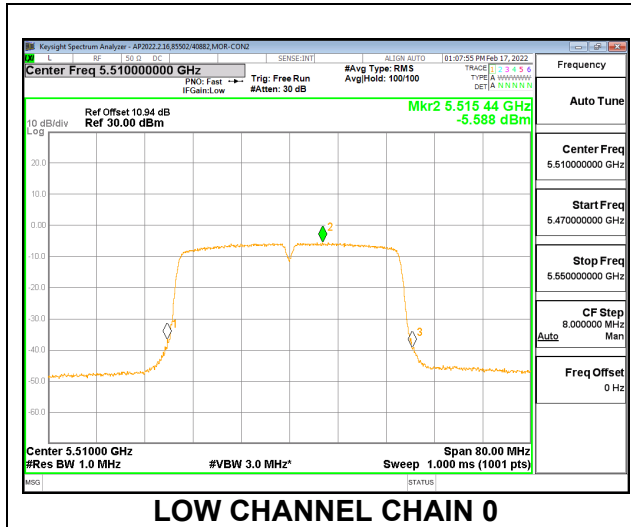 Keysight Spectrum Analyzer - AP2022.2.16,85502/40882,MOR-CON2
L RF 50 Ω DC SENSE:INT ALIGN AUTO 01:07:55 PM Feb 17, 2022
Center Freq 5.510000000 GHz
PNO: Fast
IFGain:Low
Trig: Free Run
#Atten: 30 dB
#Avg Type: RMS
Avg|Hold: 100/100
TRACE 1 2 3 4 5 6
TYPE A WWWWW
DET A N N N N N
Ref Offset 10.94 dB
Ref 30.00 dBm
10 dB/div
Log
Mkr2 5.515 44 GHz
-5.588 dBm
20.0
10.0
0.00
-10.0
-20.0
-30.0
-40.0
-50.0
-60.0
1
2
3
Center 5.51000 GHz
#Res BW 1.0 MHz
#VBW 3.0 MHz*
Span 80.00 MHz
Sweep 1.000 ms (1001 pts)
MSG STATUS
Frequency
Auto Tune
Center Freq
5.510000000 GHz
Start Freq
5.470000000 GHz
Stop Freq
5.550000000 GHz
CF Step
8.000000 MHz
Auto Man
Freq Offset
0 Hz
LOW CHANNEL CHAIN 0